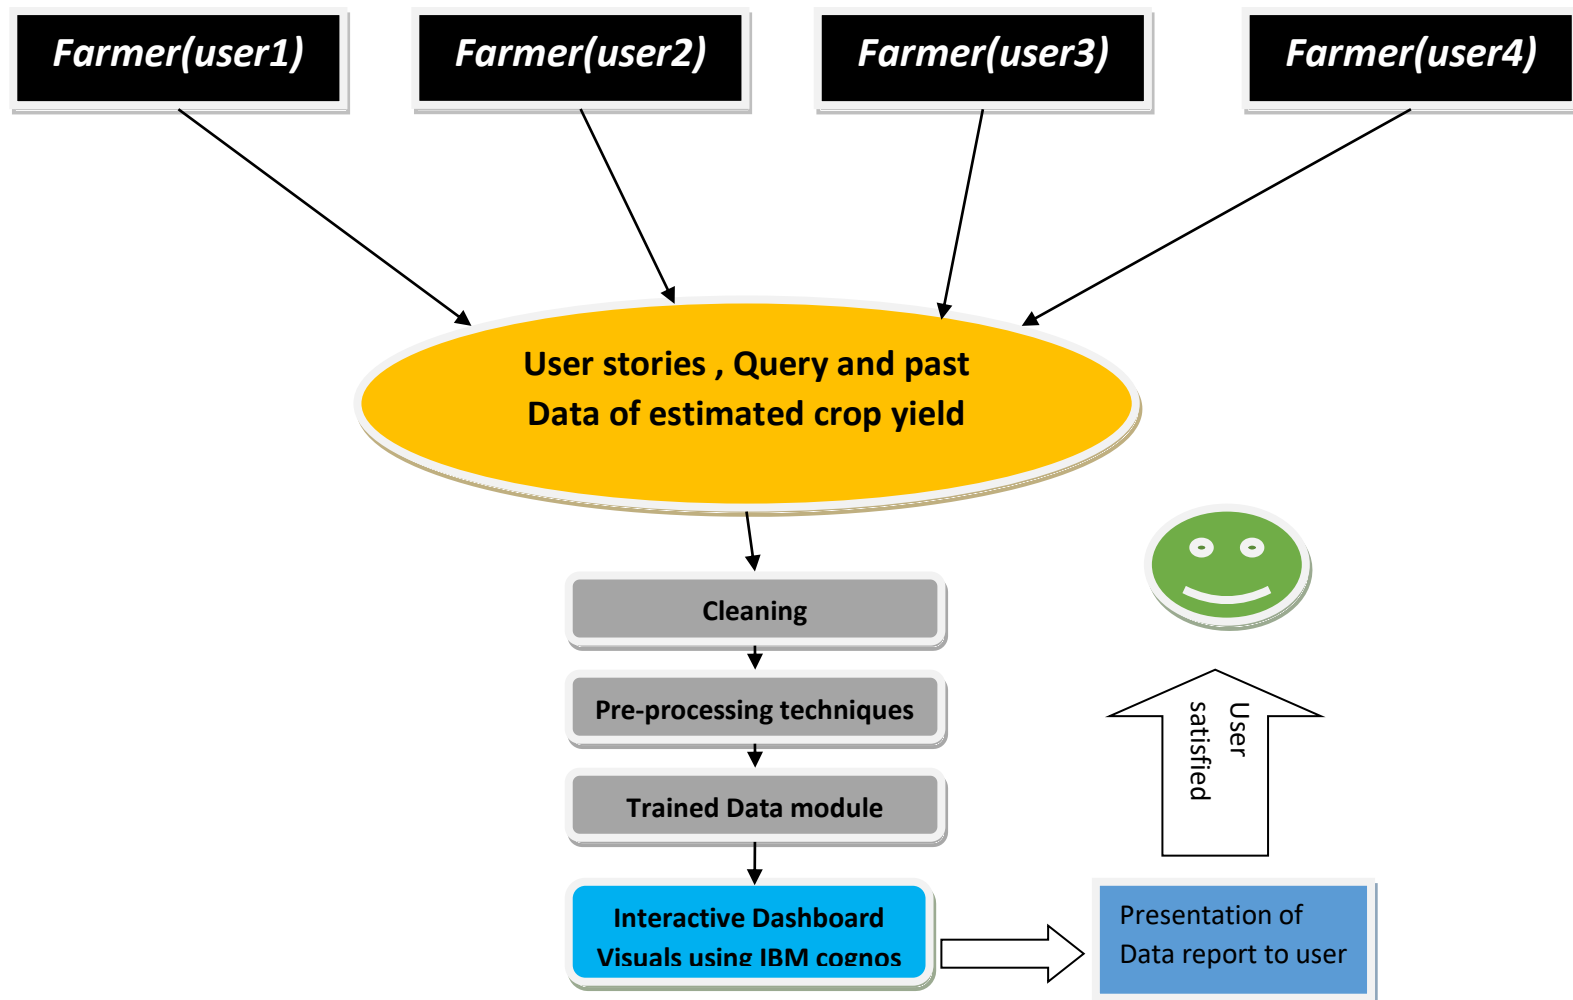 Farmer(user1)
Farmer(user2)
Farmer(user3)
Farmer(user4)
User stories , Query and past
Data of estimated crop yield
Cleaning
Pre-processing techniques
Trained Data module
Interactive Dashboard
Visuals using IBM cognos
Presentation of
Data report to user
User
satisfied